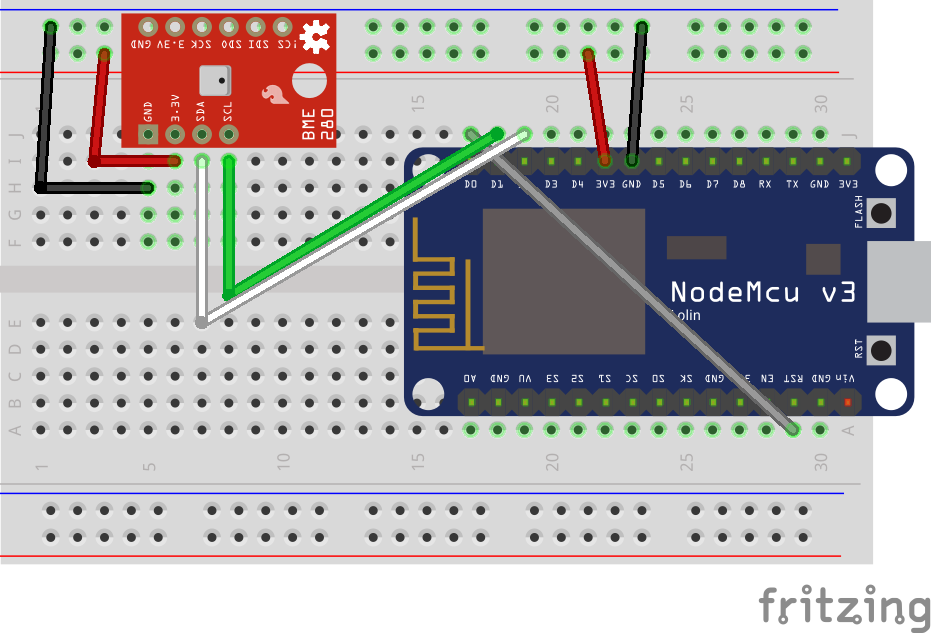 GND 3.3V SCK SDO SDI !CS
GND 3.3V SDA SCL
BME
280
15 20 25 30
J J
I
H
G
F
D0 D1 D3 D4 3V3 GND D5 D6 D7 D8 RX TX GND 3V3
FLASH
NodeMcu v3
Lolin
RST
E
D
C
B
A A
A0 GND VU S3 S2 S1 SC S0 SK GND EN RST GND Vin
1 5 10 15 20 25 30
fritzing